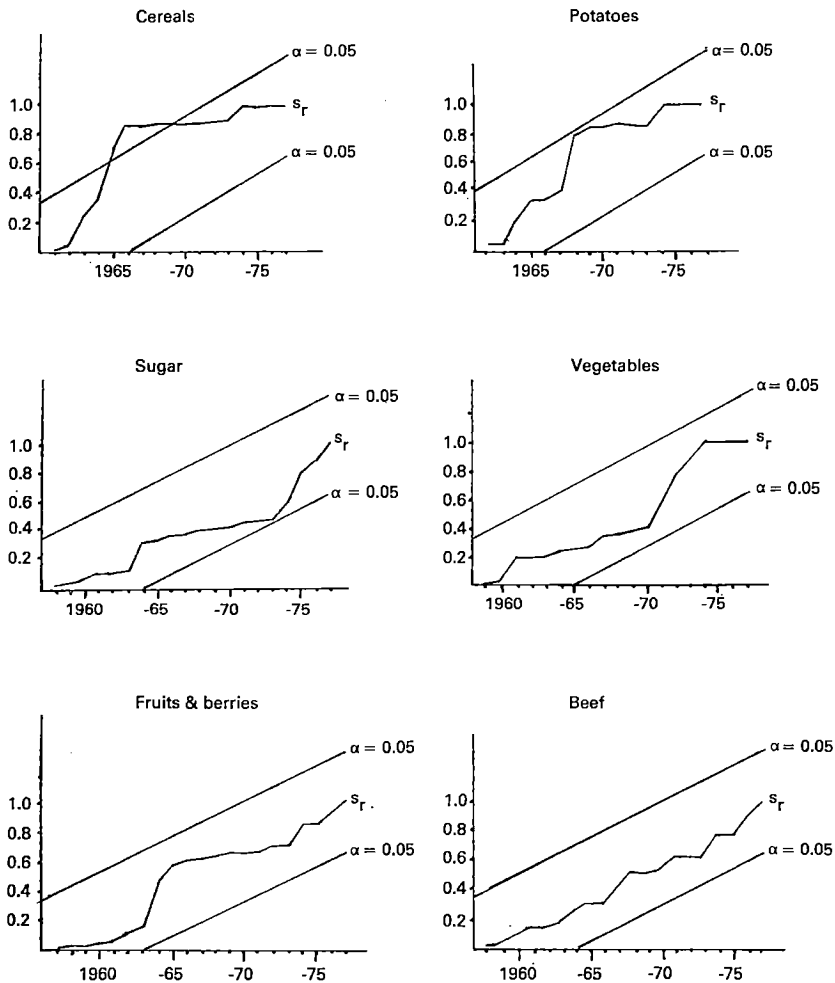 Cereals
α = 0.05
1.0
0.8
0.6
0.4
0.2
s_r
α = 0.05
1965 -70 -75
Potatoes
α = 0.05
1.0
0.8
0.6
0.4
0.2
s_r
α = 0.05
1965 -70 -75
Sugar
α = 0.05
1.0
0.8
0.6
0.4
0.2
s_r
α = 0.05
1960 -65 -70 -75
Vegetables
α = 0.05
1.0
0.8
0.6
0.4
0.2
s_r
α = 0.05
1960 -65 -70 -75
Fruits & berries
α = 0.05
1.0
0.8
0.6
0.4
0.2
s_r
α = 0.05
1960 -65 -70 -75
Beef
α = 0.05
1.0
0.8
0.6
0.4
0.2
s_r
α = 0.05
1960 -65 -70 -75